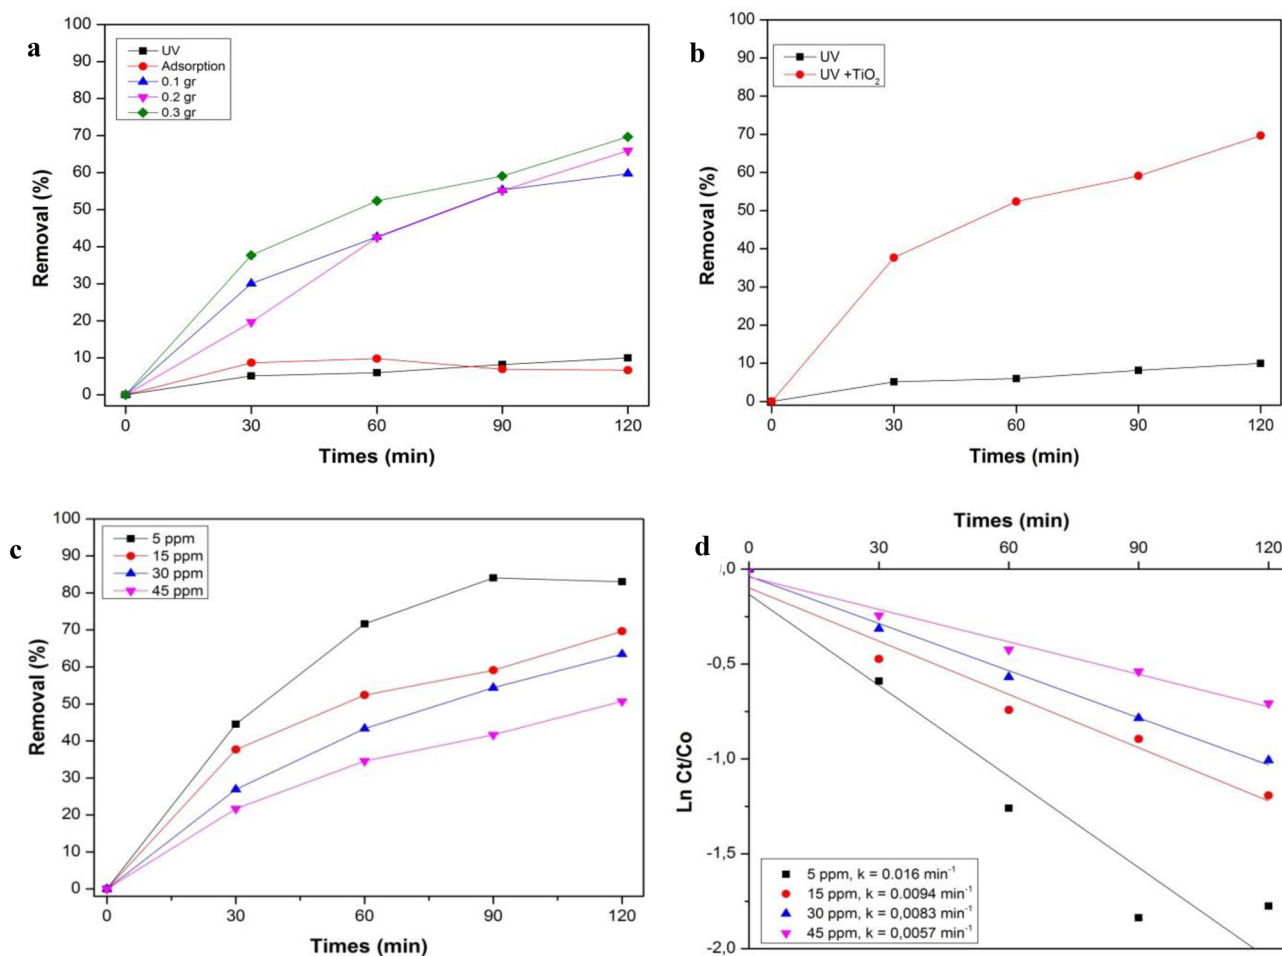 a
UV
Adsorption
0.1 gr
0.2 gr
0.3 gr
100
90
80
70
60
50
40
30
20
10
0
Removal (%)
0 30 60 90 120
Times (min)
b
UV
UV +TiO₂
100
90
80
70
60
50
40
30
20
10
0
Removal (%)
0 30 60 90 120
Times (min)
c
5 ppm
15 ppm
30 ppm
45 ppm
100
90
80
70
60
50
40
30
20
10
0
Removal (%)
0 30 60 90 120
Times (min)
d
Times (min)
0 30 60 90 120
,0
-0,5
-1,0
-1,5
-2,0
Ln Ct/Co
5 ppm, k = 0.016 min⁻¹
15 ppm, k = 0.0094 min⁻¹
30 ppm, k = 0,0083 min⁻¹
45 ppm, k = 0,0057 min⁻¹